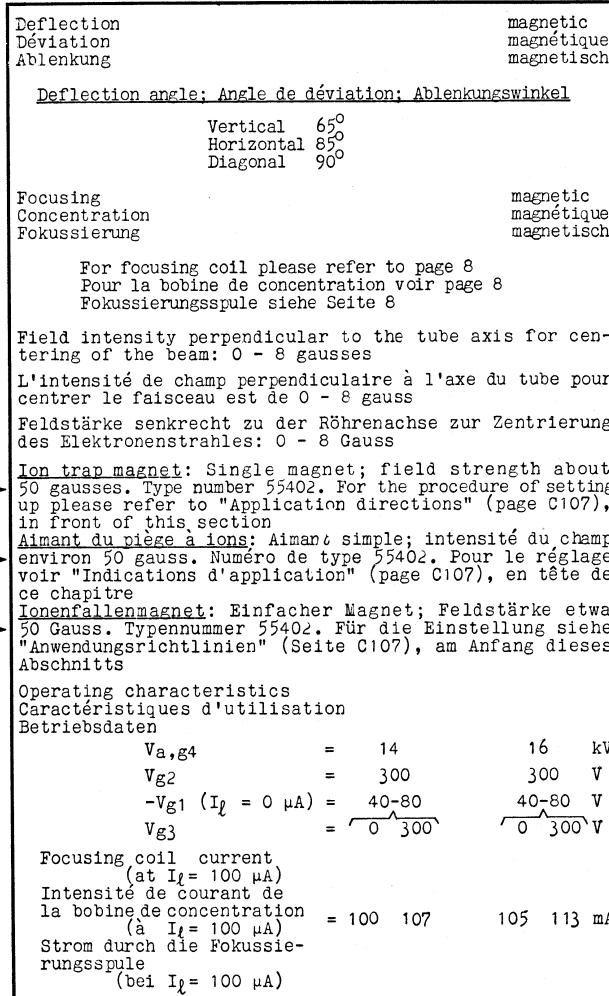 Deflection magnetic
Déviation magnétique
Ablenkung magnetisch
Deflection angle; Angle de déviation; Ablenkungswinkel
Vertical 65°
Horizontal 85°
Diagonal 90°
Focusing magnetic
Concentration magnétique
Fokussierung magnetisch
For focusing coil please refer to page 8
Pour la bobine de concentration voir page 8
Fokussierungsspule siehe Seite 8
Field intensity perpendicular to the tube axis for cen-
tering of the beam: 0 - 8 gausses
L'intensité de champ perpendiculaire à l'axe du tube pour
centrer le faisceau est de 0 - 8 gauss
Feldstärke senkrecht zu der Röhrenachse zur Zentrierung
des Elektronenstrahles: 0 - 8 Gauss
Ion trap magnet: Single magnet; field strength about
50 gausses. Type number 55402. For the procedure of setting
up please refer to "Application directions" (page C107),
in front of this section
Aimant du piège à ions: Aimant simple; intensité du champ
environ 50 gauss. Numéro de type 55402. Pour le réglage
voir "Indications d'application" (page C107), en tête de
ce chapitre
Ionenfallenmagnet: Einfacher Magnet; Feldstärke etwa
50 Gauss. Typennummer 55402. Für die Einstellung siehe
"Anwendungsrichtlinien" (Seite C107), am Anfang dieses
Abschnitts
Operating characteristics
Caractéristiques d'utilisation
Betriebsdaten
Va,g4 = 14 16 kV
Vg2 = 300 300 V
-Vg1 (Iℓ = 0 µA) = 40-80 40-80 V
Vg3 = 0 300 0 300 V
Focusing coil current
(at Iℓ = 100 µA)
Intensité de courant de
la bobine de concentration = 100 107 105 113 mA
(à Iℓ = 100 µA)
Strom durch die Fokussie-
rungsspule
(bei Iℓ = 100 µA)